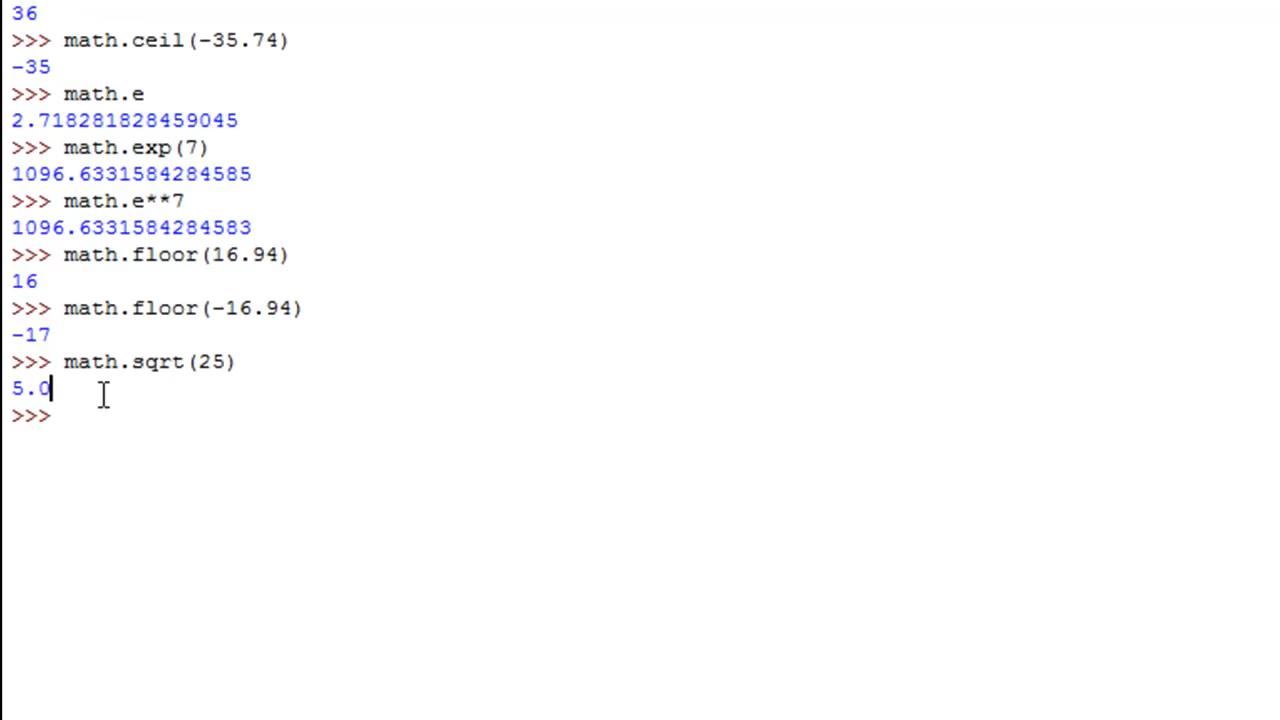 36
>>> math.ceil(-35.74)
-35
>>> math.e
2.718281828459045
>>> math.exp(7)
1096.6331584284585
>>> math.e**7
1096.6331584284583
>>> math.floor(16.94)
16
>>> math.floor(-16.94)
-17
>>> math.sqrt(25)
5.0
>>>